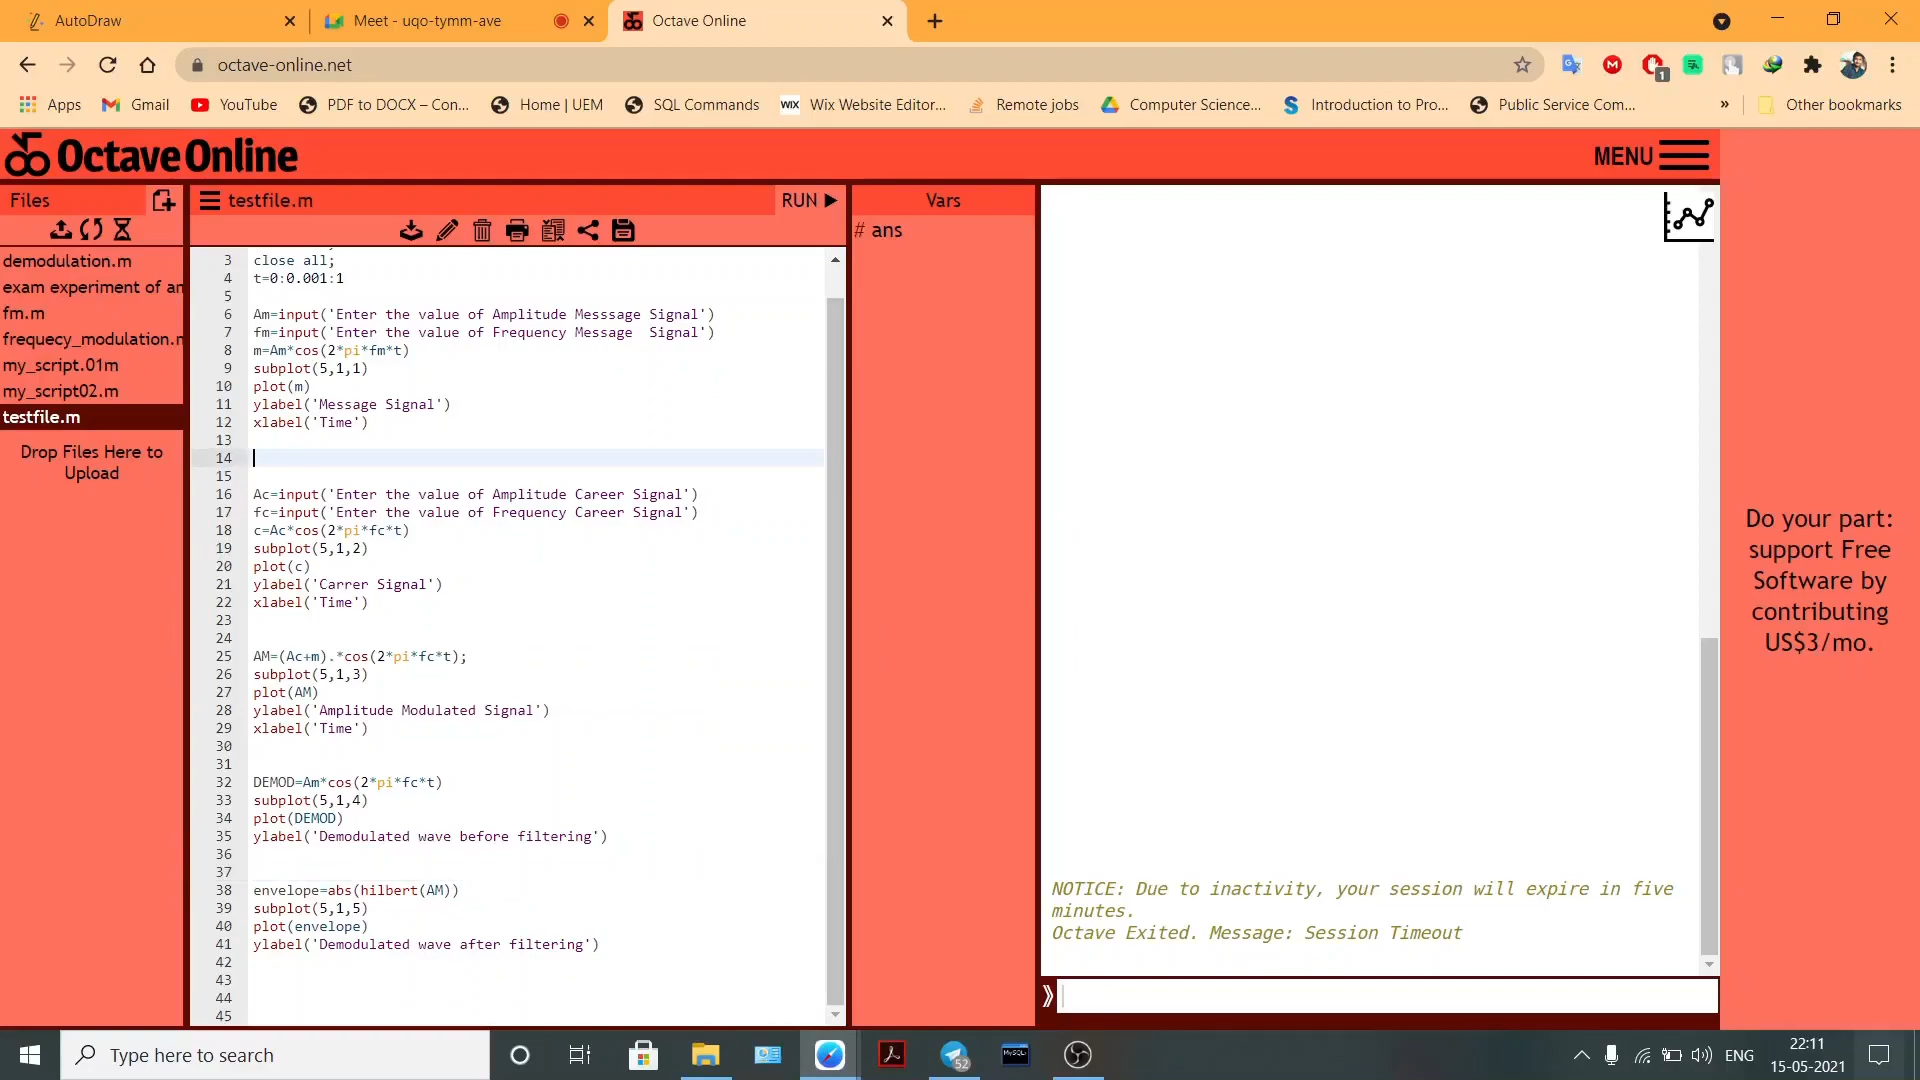 AutoDraw
Meet - uqo-tymm-ave
Octave Online
octave-online.net
1
Apps
Gmail
YouTube
PDF to DOCX – Con...
Home | UEM
SQL Commands
WIX Wix Website Editor...
Remote jobs
Computer Science...
Introduction to Pro...
Public Service Com...
»
Other bookmarks
Octave Online
MENU
Files
testfile.m
RUN
Vars
# ans
demodulation.m
exam experiment of am
fm.m
frequecy_modulation.m
my_script.01m
my_script02.m
testfile.m
Drop Files Here to
Upload
3 close all;
4 t=0:0.001:1
5
6 Am=input('Enter the value of Amplitude Messsage Signal')
7 fm=input('Enter the value of Frequency Message  Signal')
8 m=Am*cos(2*pi*fm*t)
9 subplot(5,1,1)
10 plot(m)
11 ylabel('Message Signal')
12 xlabel('Time')
13
14
15
16 Ac=input('Enter the value of Amplitude Career Signal')
17 fc=input('Enter the value of Frequency Career Signal')
18 c=Ac*cos(2*pi*fc*t)
19 subplot(5,1,2)
20 plot(c)
21 ylabel('Carrer Signal')
22 xlabel('Time')
23
24
25 AM=(Ac+m).*cos(2*pi*fc*t);
26 subplot(5,1,3)
27 plot(AM)
28 ylabel('Amplitude Modulated Signal')
29 xlabel('Time')
30
31
32 DEMOD=Am*cos(2*pi*fc*t)
33 subplot(5,1,4)
34 plot(DEMOD)
35 ylabel('Demodulated wave before filtering')
36
37
38 envelope=abs(hilbert(AM))
39 subplot(5,1,5)
40 plot(envelope)
41 ylabel('Demodulated wave after filtering')
42
43
44
45
NOTICE: Due to inactivity, your session will expire in five
minutes.
Octave Exited. Message: Session Timeout
Do your part:
support Free
Software by
contributing
US$3/mo.
Type here to search
52
MySQL
ENG
22:11
15-05-2021